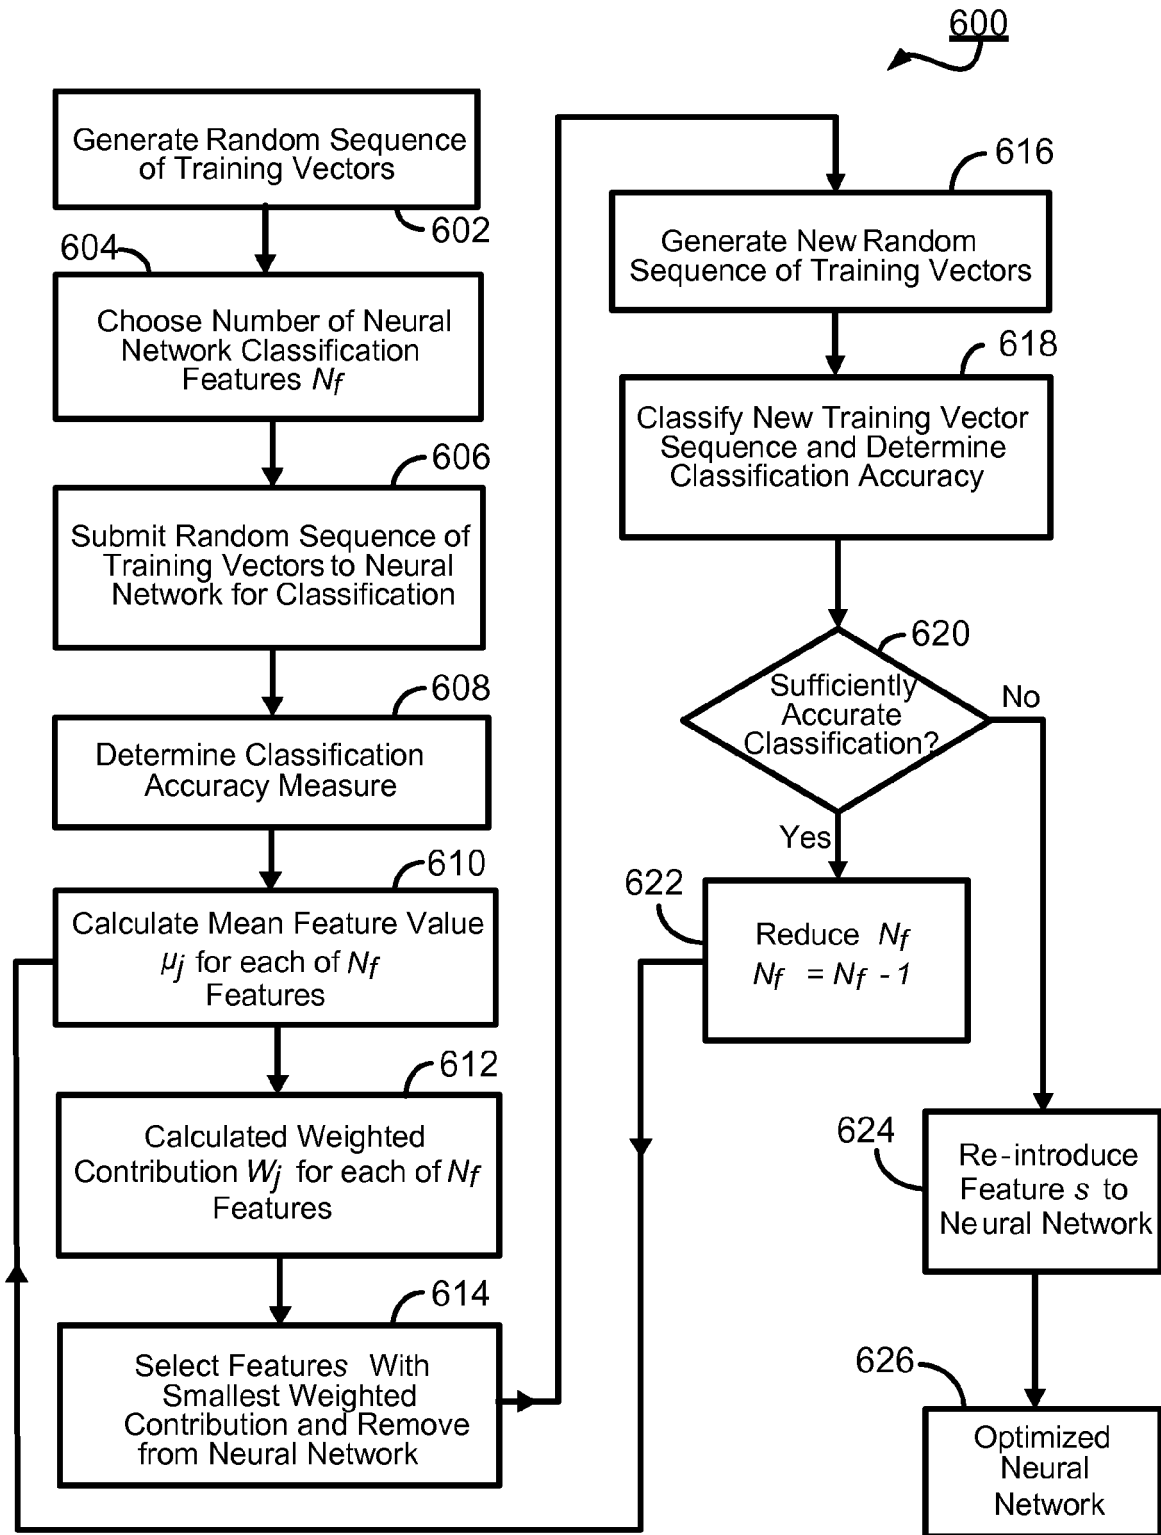 600
Generate Random Sequence
of Training Vectors
602
604
Choose Number of Neural
Network Classification
Features Nf
606
Submit Random Sequence of
Training Vectors to Neural
Network for Classification
608
Determine Classification
Accuracy Measure
610
Calculate Mean Feature Value
μj for each of Nf
Features
612
Calculated Weighted
Contribution Wj for each of Nf
Features
614
Select Features With
Smallest Weighted
Contribution and Remove
from Neural Network
616
Generate New Random
Sequence of Training Vectors
618
Classify New Training Vector
Sequence and Determine
Classification Accuracy
620
Sufficiently
Accurate
Classification?
No
Yes
622
Reduce Nf
Nf = Nf - 1
624
Re-introduce
Feature s to
Neural Network
626
Optimized
Neural
Network